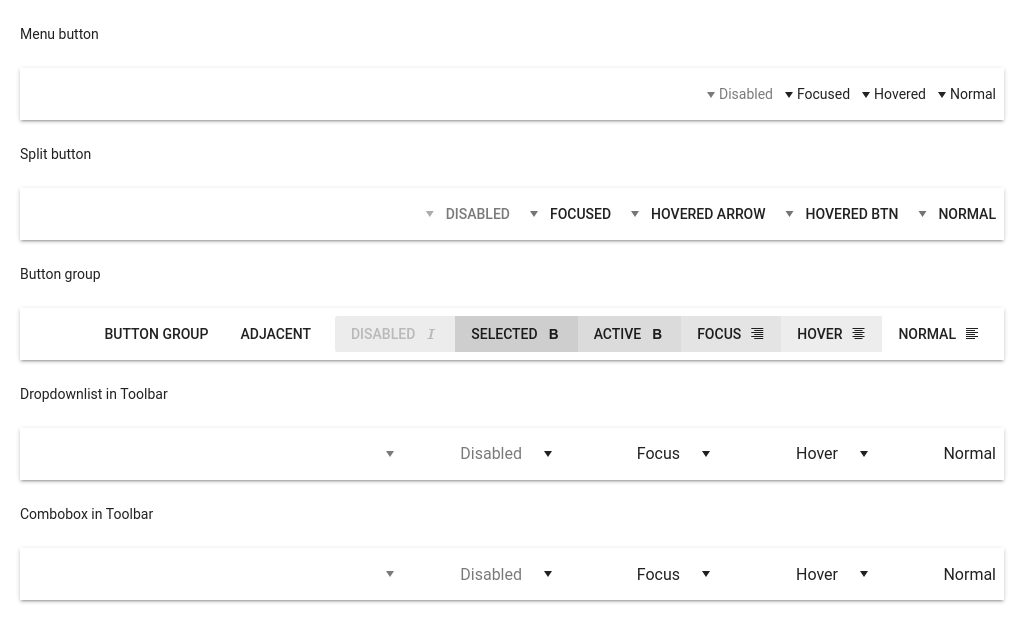 Menu button
Disabled Focused Hovered Normal
Split button
DISABLED FOCUSED HOVERED ARROW HOVERED BTN NORMAL
Button group
BUTTON GROUP ADJACENT DISABLED I SELECTED B ACTIVE B FOCUS HOVER NORMAL
Dropdownlist in Toolbar
Disabled Focus Hover Normal
Combobox in Toolbar
Disabled Focus Hover Normal